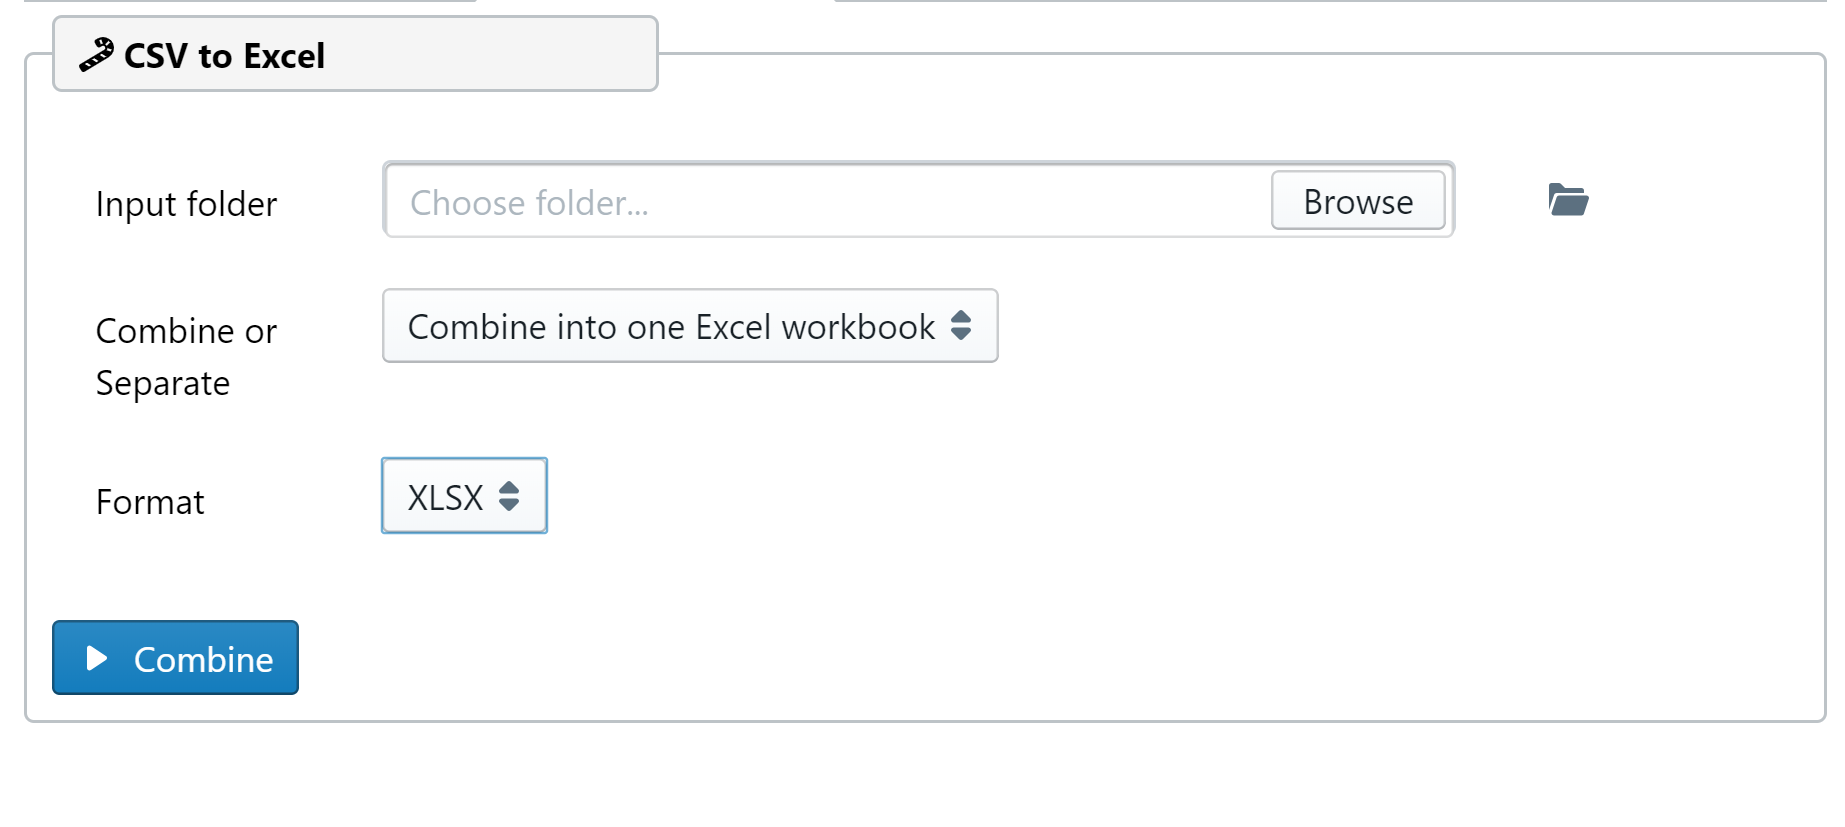 CSV to Excel
Input folder
Choose folder...
Browse
Combine or
Separate
Combine into one Excel workbook
Format
XLSX
Combine